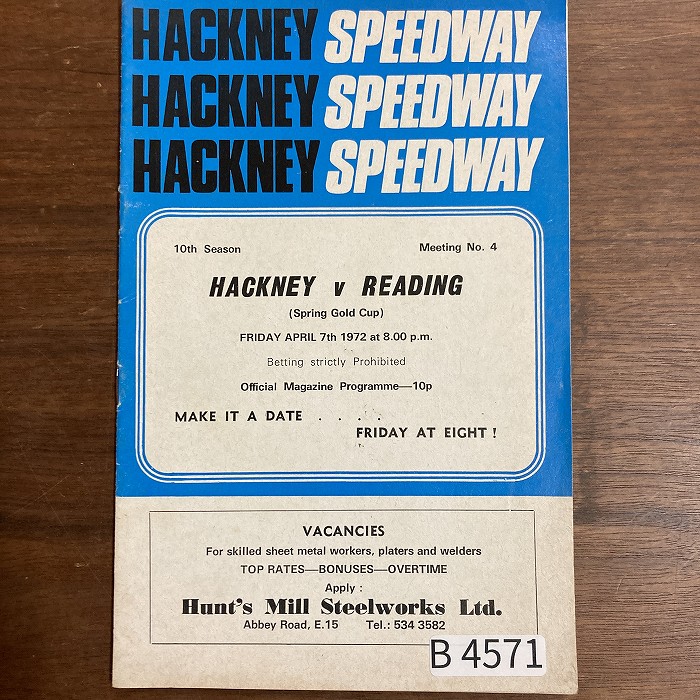 HACKNEY SPEEDWAY
HACKNEY SPEEDWAY
HACKNEY SPEEDWAY
10th Season Meeting No. 4
HACKNEY v READING
(Spring Gold Cup)
FRIDAY APRIL 7th 1972 at 8.00 p.m.
Betting strictly Prohibited
Official Magazine Programme—10p
MAKE IT A DATE . . . .
FRIDAY AT EIGHT !
VACANCIES
For skilled sheet metal workers, platers and welders
TOP RATES—BONUSES—OVERTIME
Apply :
Hunt's Mill Steelworks Ltd.
Abbey Road, E.15 Tel.: 534 3582
B 4571